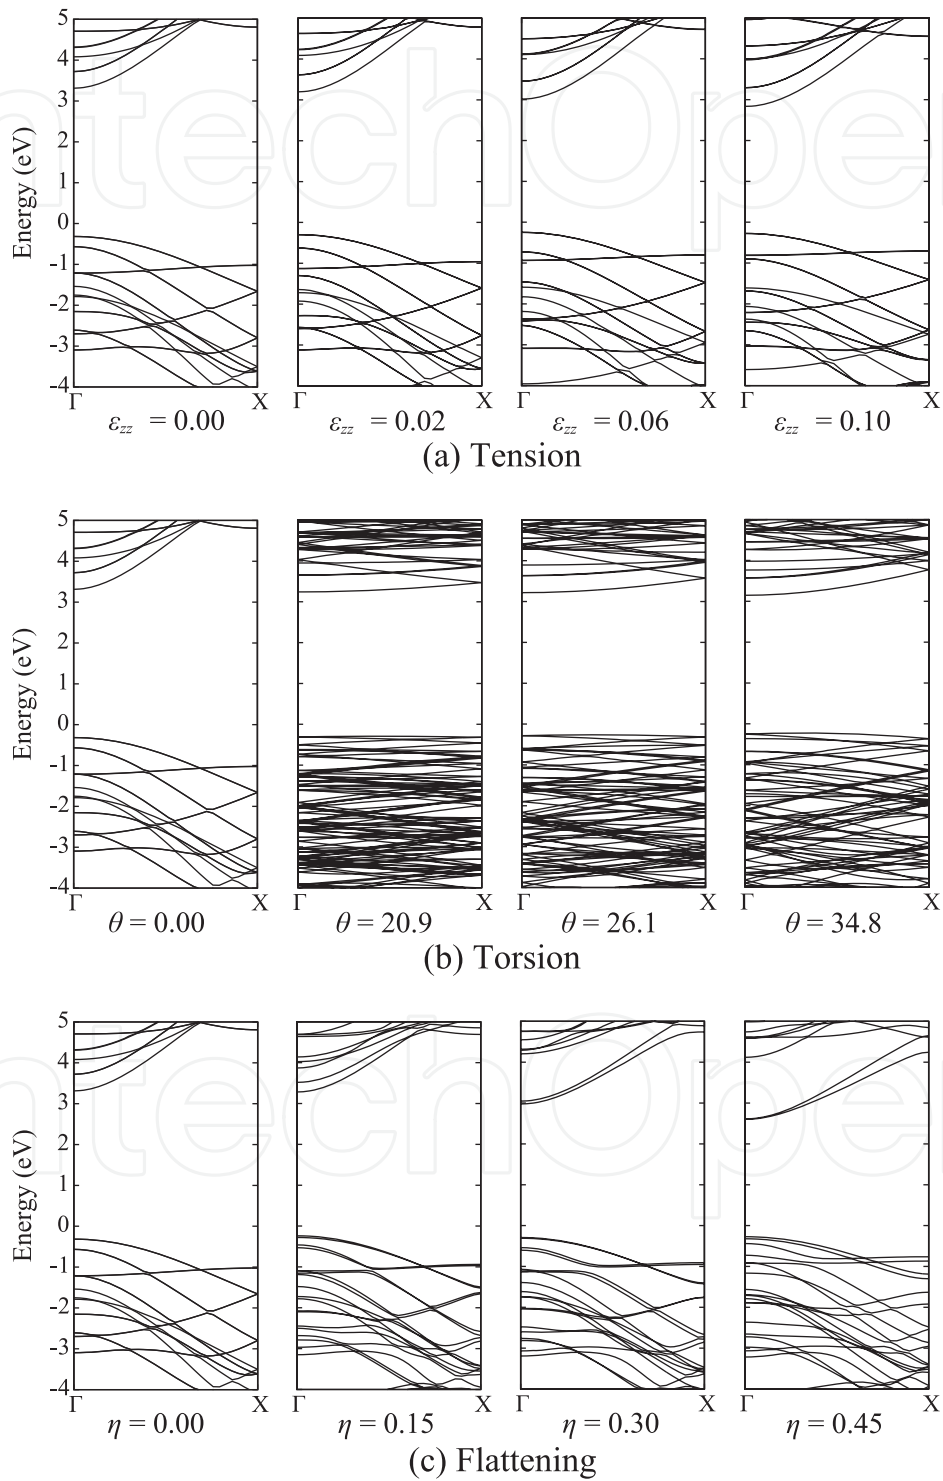 5
4
3
2
1
0
-1
-2
-3
-4
Energy (eV)
Γ X Γ X Γ X Γ X
εzz = 0.00 εzz = 0.02 εzz = 0.06 εzz = 0.10
(a) Tension
5
4
3
2
1
0
-1
-2
-3
-4
Energy (eV)
Γ X Γ X Γ X Γ X
θ = 0.00 θ = 20.9 θ = 26.1 θ = 34.8
(b) Torsion
5
4
3
2
1
0
-1
-2
-3
-4
Energy (eV)
Γ X Γ X Γ X Γ X
η = 0.00 η = 0.15 η = 0.30 η = 0.45
(c) Flattening